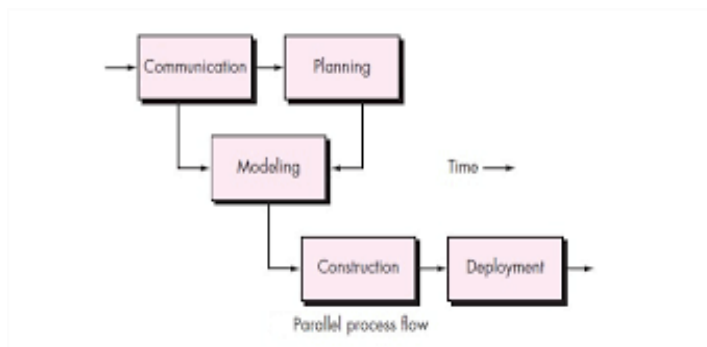 Communication
Planning
Modeling
Time
Construction
Deployment
Parallel process flow